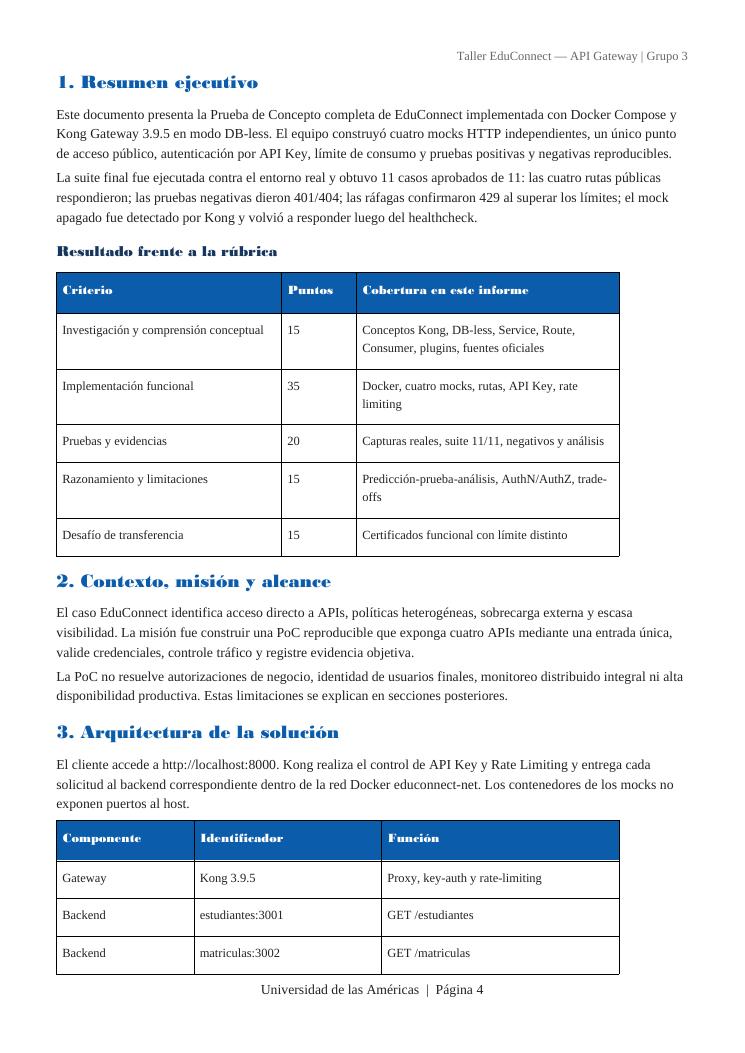 Taller EduConnect — API Gateway | Grupo 3
1. Resumen ejecutivo
Este documento presenta la Prueba de Concepto completa de EduConnect implementada con Docker Compose y
Kong Gateway 3.9.5 en modo DB-less. El equipo construyó cuatro mocks HTTP independientes, un único punto
de acceso público, autenticación por API Key, límite de consumo y pruebas positivas y negativas reproducibles.
La suite final fue ejecutada contra el entorno real y obtuvo 11 casos aprobados de 11: las cuatro rutas públicas
respondieron; las pruebas negativas dieron 401/404; las ráfagas confirmaron 429 al superar los límites; el mock
apagado fue detectado por Kong y volvió a responder luego del healthcheck.
Resultado frente a la rúbrica
Criterio Puntos Cobertura en este informe
Investigación y comprensión conceptual 15 Conceptos Kong, DB-less, Service, Route,
Consumer, plugins, fuentes oficiales
Implementación funcional 35 Docker, cuatro mocks, rutas, API Key, rate
limiting
Pruebas y evidencias 20 Capturas reales, suite 11/11, negativos y análisis
Razonamiento y limitaciones 15 Predicción-prueba-análisis, AuthN/AuthZ, trade-
offs
Desafío de transferencia 15 Certificados funcional con límite distinto
2. Contexto, misión y alcance
El caso EduConnect identifica acceso directo a APIs, políticas heterogéneas, sobrecarga externa y escasa
visibilidad. La misión fue construir una PoC reproducible que exponga cuatro APIs mediante una entrada única,
valide credenciales, controle tráfico y registre evidencia objetiva.
La PoC no resuelve autorizaciones de negocio, identidad de usuarios finales, monitoreo distribuido integral ni alta
disponibilidad productiva. Estas limitaciones se explican en secciones posteriores.
3. Arquitectura de la solución
El cliente accede a http://localhost:8000. Kong realiza el control de API Key y Rate Limiting y entrega cada
solicitud al backend correspondiente dentro de la red Docker educonnect-net. Los contenedores de los mocks no
exponen puertos al host.
Componente Identificador Función
Gateway Kong 3.9.5 Proxy, key-auth y rate-limiting
Backend estudiantes:3001 GET /estudiantes
Backend matriculas:3002 GET /matriculas
Universidad de las Américas | Página 4